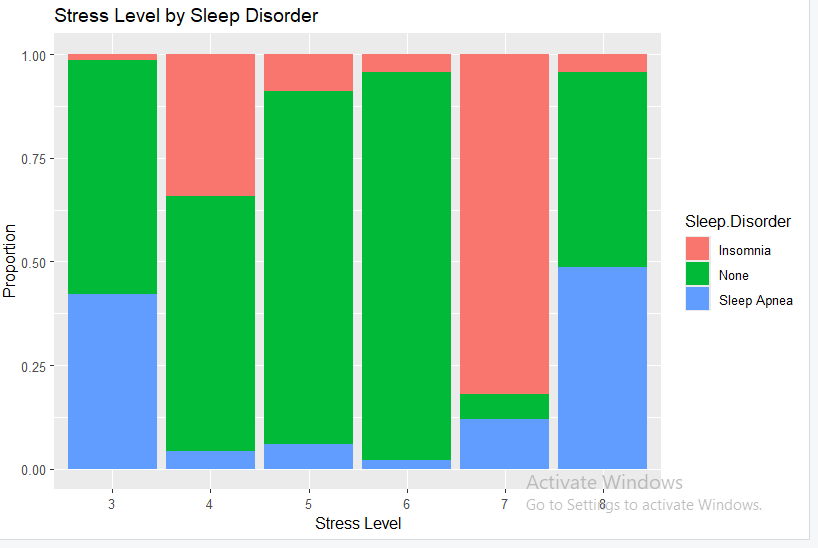 Stress Level by Sleep Disorder
1.00
0.75
0.50
0.25
0.00
Proportion
3 4 5 6 7 8
Stress Level
Sleep.Disorder
Insomnia
None
Sleep Apnea
Activate Windows
Go to Settings to activate Windows.